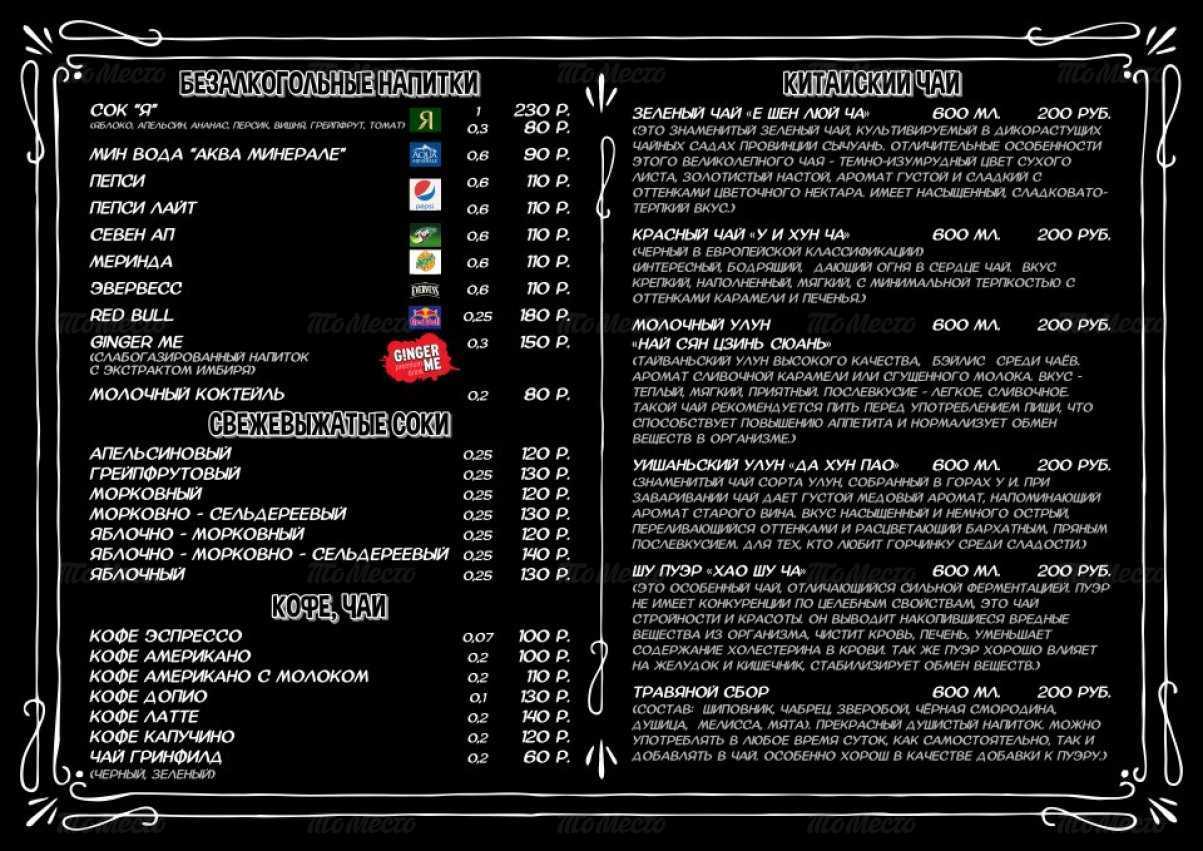 БЕЗАЛКОГОЛЬНЫЕ НАПИТКИ
СОК "Я" 1 230 Р.
(ЯБЛОКО, АПЕЛЬСИН, АНАНАС, ПЕРСИК, ВИШНЯ, ГРЕЙПФРУТ, ТОМАТ) Я 0,3 80 Р.
МИН ВОДА "АКВА МИНЕРАЛЕ" AQUA 0,6 90 Р.
ПЕПСИ 0,6 110 Р.
pepsi
ПЕПСИ ЛАЙТ 0,6 110 Р.
СЕВЕН АП 0,6 110 Р.
МЕРИНДА 0,6 110 Р.
ЭВЕРВЕСС EVERVESS 0,6 110 Р.
RED BULL Red Bull 0,25 180 Р.
GINGER ME 0,3 150 Р.
(СЛАБОГАЗИРОВАННЫЙ НАПИТОК
С ЭКСТРАКТОМ ИМБИРЯ)
G!NGER
premium ME
drink
МОЛОЧНЫЙ КОКТЕЙЛЬ 0,2 80 Р.
СВЕЖЕВЫЖАТЫЕ СОКИ
АПЕЛЬСИНОВЫЙ 0,25 120 Р.
ГРЕЙПФРУТОВЫЙ 0,25 130 Р.
МОРКОВНЫЙ 0,25 120 Р.
МОРКОВНО - СЕЛЬДЕРЕЕВЫЙ 0,25 130 Р.
ЯБЛОЧНО - МОРКОВНЫЙ 0,25 120 Р.
ЯБЛОЧНО - МОРКОВНО - СЕЛЬДЕРЕЕВЫЙ 0,25 140 Р.
ЯБЛОЧНЫЙ 0,25 130 Р.
КОФЕ, ЧАЙ
КОФЕ ЭСПРЕССО 0,07 100 Р.
КОФЕ АМЕРИКАНО 0,2 100 Р.
КОФЕ АМЕРИКАНО С МОЛОКОМ 0,2 110 Р.
КОФЕ ДОПИО 0,1 130 Р.
КОФЕ ЛАТТЕ 0,2 140 Р.
КОФЕ КАПУЧИНО 0,2 120 Р.
ЧАЙ ГРИНФИЛД 0,2 60 Р.
(ЧЕРНЫЙ, ЗЕЛЕНЫЙ)
КИТАЙСКИЙ ЧАЙ
ЗЕЛЕНЫЙ ЧАЙ «Е ШЕН ЛЮЙ ЧА» 600 МЛ. 200 РУБ.
(ЭТО ЗНАМЕНИТЫЙ ЗЕЛЕНЫЙ ЧАЙ, КУЛЬТИВИРУЕМЫЙ В ДИКОРАСТУЩИХ
ЧАЙНЫХ САДАХ ПРОВИНЦИИ СЫЧУАНЬ. ОТЛИЧИТЕЛЬНЫЕ ОСОБЕННОСТИ
ЭТОГО ВЕЛИКОЛЕПНОГО ЧАЯ - ТЕМНО-ИЗУМРУДНЫЙ ЦВЕТ СУХОГО
ЛИСТА, ЗОЛОТИСТЫЙ НАСТОЙ, АРОМАТ ГУСТОЙ И СЛАДКИЙ С
ОТТЕНКАМИ ЦВЕТОЧНОГО НЕКТАРА. ИМЕЕТ НАСЫЩЕННЫЙ, СЛАДКОВАТО-
ТЕРПКИЙ ВКУС.)
КРАСНЫЙ ЧАЙ «У И ХУН ЧА» 600 МЛ. 200 РУБ.
(ЧЕРНЫЙ В ЕВРОПЕЙСКОЙ КЛАССИФИКАЦИИ)
(ИНТЕРЕСНЫЙ, БОДРЯЩИЙ, ДАЮЩИЙ ОГНЯ В СЕРДЦЕ ЧАЙ. ВКУС
КРЕПКИЙ, НАПОЛНЕННЫЙ, МЯГКИЙ, С МИНИМАЛЬНОЙ ТЕРПКОСТЬЮ С
ОТТЕНКАМИ КАРАМЕЛИ И ПЕЧЕНЬЯ.)
МОЛОЧНЫЙ УЛУН 600 МЛ. 200 РУБ.
«НАЙ СЯН ЦЗИНЬ СЮАНЬ»
(ТАЙВАНЬСКИЙ УЛУН ВЫСОКОГО КАЧЕСТВА, БЭЙЛИС СРЕДИ ЧАЁВ.
АРОМАТ СЛИВОЧНОЙ КАРАМЕЛИ ИЛИ СГУЩЕННОГО МОЛОКА. ВКУС -
ТЕПЛЫЙ, МЯГКИЙ, ПРИЯТНЫЙ. ПОСЛЕВКУСИЕ - ЛЕГКОЕ, СЛИВОЧНОЕ.
ТАКОЙ ЧАЙ РЕКОМЕНДУЕТСЯ ПИТЬ ПЕРЕД УПОТРЕБЛЕНИЕМ ПИЩИ, ЧТО
СПОСОБСТВУЕТ ПОВЫШЕНИЮ АППЕТИТА И НОРМАЛИЗУЕТ ОБМЕН
ВЕЩЕСТВ В ОРГАНИЗМЕ.)
УИШАНЬСКИЙ УЛУН «ДА ХУН ПАО» 600 МЛ. 200 РУБ.
(ЗНАМЕНИТЫЙ ЧАЙ СОРТА УЛУН, СОБРАННЫЙ В ГОРАХ У И. ПРИ
ЗАВАРИВАНИИ ЧАЙ ДАЕТ ГУСТОЙ МЕДОВЫЙ АРОМАТ, НАПОМИНАЮЩИЙ
АРОМАТ СТАРОГО ВИНА. ВКУС НАСЫЩЕННЫЙ И НЕМНОГО ОСТРЫЙ,
ПЕРЕЛИВАЮЩИЙСЯ ОТТЕНКАМИ И РАСЦВЕТАЮЩИЙ БАРХАТНЫМ, ПРЯНЫМ
ПОСЛЕВКУСИЕМ. ДЛЯ ТЕХ, КТО ЛЮБИТ ГОРЧИНКУ СРЕДИ СЛАДОСТИ.)
ШУ ПУЭР «ХАО ШУ ЧА» 600 МЛ. 200 РУБ.
(ЭТО ОСОБЕННЫЙ ЧАЙ, ОТЛИЧАЮЩИЙСЯ СИЛЬНОЙ ФЕРМЕНТАЦИЕЙ. ПУЭР
НЕ ИМЕЕТ КОНКУРЕНЦИИ ПО ЦЕЛЕБНЫМ СВОЙСТВАМ, ЭТО ЧАЙ
СТРОЙНОСТИ И КРАСОТЫ. ОН ВЫВОДИТ НАКОПИВШИЕСЯ ВРЕДНЫЕ
ВЕЩЕСТВА ИЗ ОРГАНИЗМА, ЧИСТИТ КРОВЬ, ПЕЧЕНЬ, УМЕНЬШАЕТ
СОДЕРЖАНИЕ ХОЛЕСТЕРИНА В КРОВИ. ТАК ЖЕ ПУЭР ХОРОШО ВЛИЯЕТ
НА ЖЕЛУДОК И КИШЕЧНИК, СТАБИЛИЗИРУЕТ ОБМЕН ВЕЩЕСТВ.)
ТРАВЯНОЙ СБОР 600 МЛ. 200 РУБ.
(СОСТАВ: ШИПОВНИК, ЧАБРЕЦ, ЗВЕРОБОЙ, ЧЁРНАЯ СМОРОДИНА,
ДУШИЦА, МЕЛИССА, МЯТА). ПРЕКРАСНЫЙ ДУШИСТЫЙ НАПИТОК. МОЖНО
УПОТРЕБЛЯТЬ В ЛЮБОЕ ВРЕМЯ СУТОК, КАК САМОСТОЯТЕЛЬНО, ТАК И
ДОБАВЛЯТЬ В ЧАЙ. ОСОБЕННО ХОРОШ В КАЧЕСТВЕ ДОБАВКИ К ПУЭРУ.)